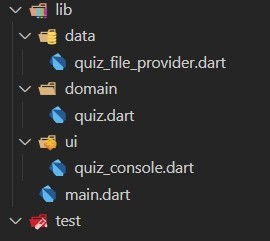 lib
data
quiz_file_provider.dart
domain
quiz.dart
ui
quiz_console.dart
main.dart
test